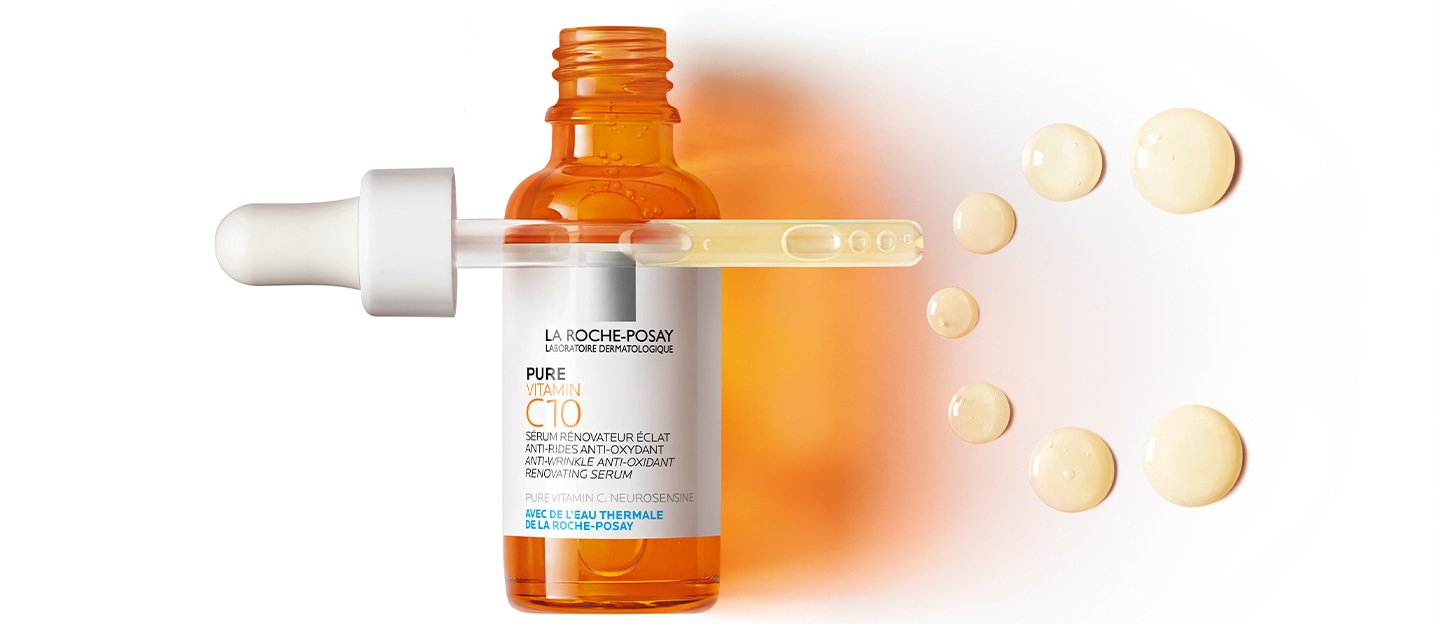 LA ROCHE-POSAY
LABORATOIRE DERMATOLOGIQUE
PURE
VITAMIN
C10
SÉRUM RÉNOVATEUR ÉCLAT
ANTI-RIDES ANTI-OXYDANT
ANTI-WRINKLE ANTI-OXIDANT
RENOVATING SERUM
PURE VITAMIN C. NEUROSENSINE
AVEC DE L'EAU THERMALE
DE LA ROCHE-POSAY